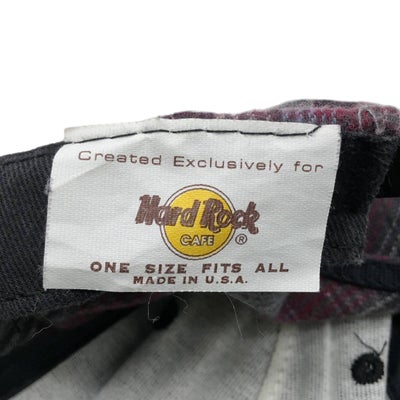 Created Exclusively for
Hard Rock
CAFE ®
ONE SIZE FITS ALL
MADE IN U.S.A.